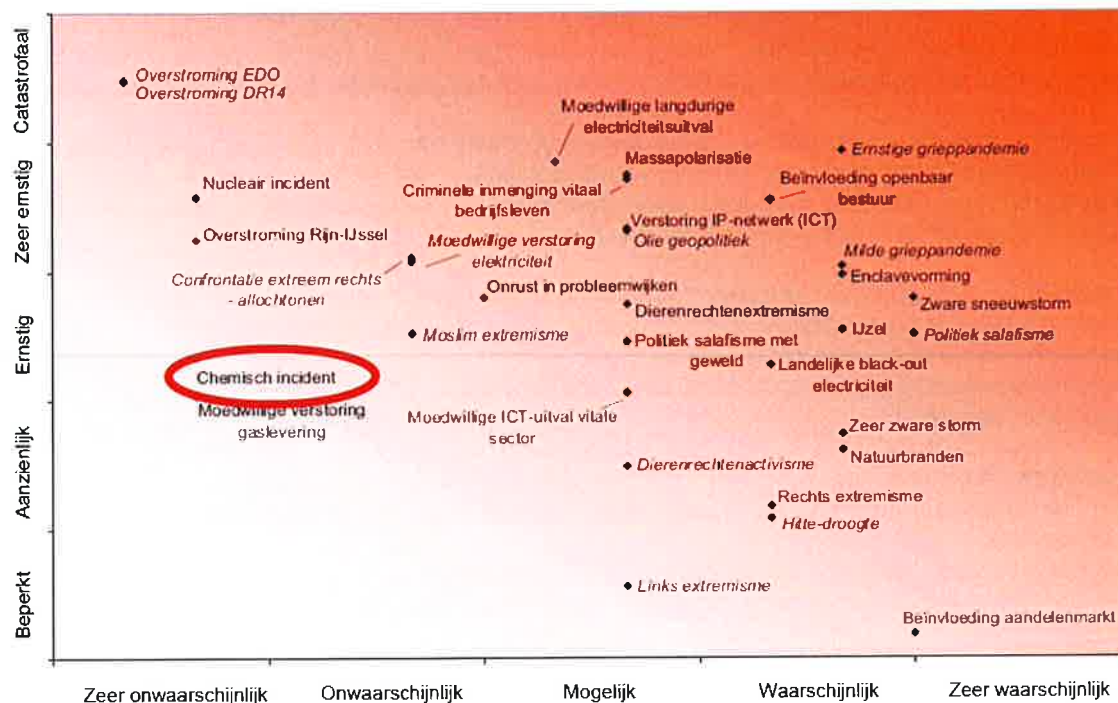 Catastrofaal
Zeer ernstig
Ernstig
Aanzienlijk
Beperkt
Overstroming EDO
Overstroming DR14
Moedwillige langdurige
electriciteitsuitval
Ernstige grieppandemie
Massapolarisatie
Nucleair incident
Criminele inmenging vitaal
bedrijfsleven
Beïnvloeding openbaar
bestuur
Overstroming Rijn-IJssel
Verstoring IP-netwerk (ICT)
Olie geopolitiek
Moedwillige verstoring
elektriciteit
Milde grieppandemie
Confrontatie extreem rechts
- allochtonen
Enclavevorming
Onrust in probleemwijken
Zware sneeuwstorm
Dierenrechtenextremisme
Moslim extremisme
IJzel
Politiek salafisme
Politiek salafisme met
geweld
Landelijke black-out
electriciteit
Chemisch incident
Moedwillige verstoring
gaslevering
Moedwillige ICT-uitval vitale
sector
Zeer zware storm
Natuurbranden
Dierenrechtenactivisme
Rechts extremisme
Hitte-droogte
Links extremisme
Beïnvloeding aandelenmarkt
Zeer onwaarschijnlijk
Onwaarschijnlijk
Mogelijk
Waarschijnlijk
Zeer waarschijnlijk